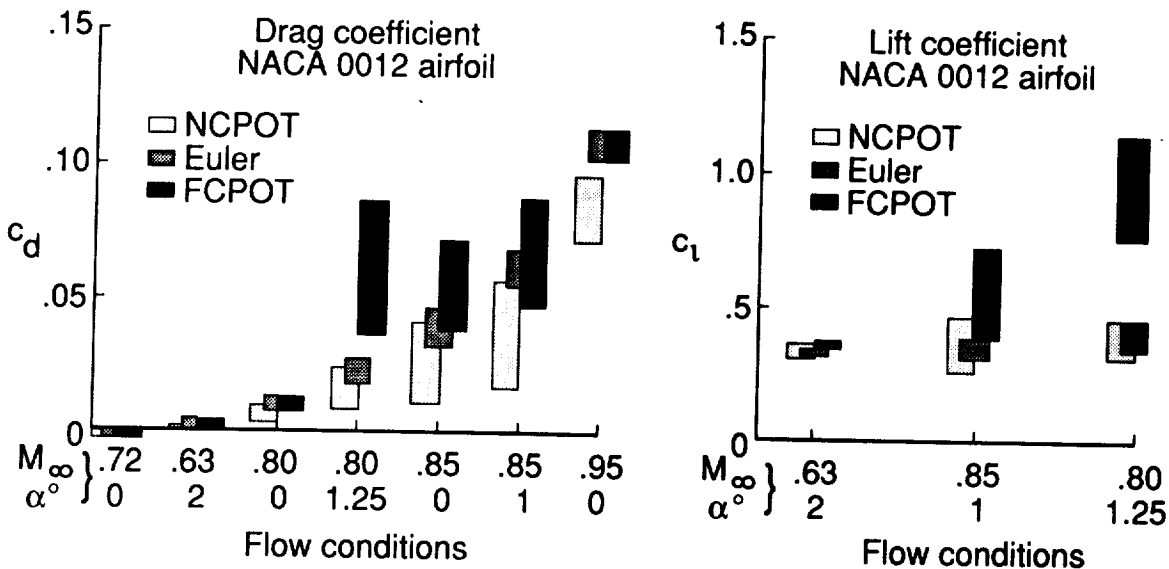 Drag coefficient
NACA 0012 airfoil
NCPOT
Euler
FCPOT
.15
.10
.05
0
c_d
M∞ } .72 .63 .80 .80 .85 .85 .95
α° 0 2 0 1.25 0 1 0
Flow conditions
Lift coefficient
NACA 0012 airfoil
NCPOT
Euler
FCPOT
1.5
1.0
.5
0
c_l
M∞ } .63 .85 .80
α° 2 1 1.25
Flow conditions